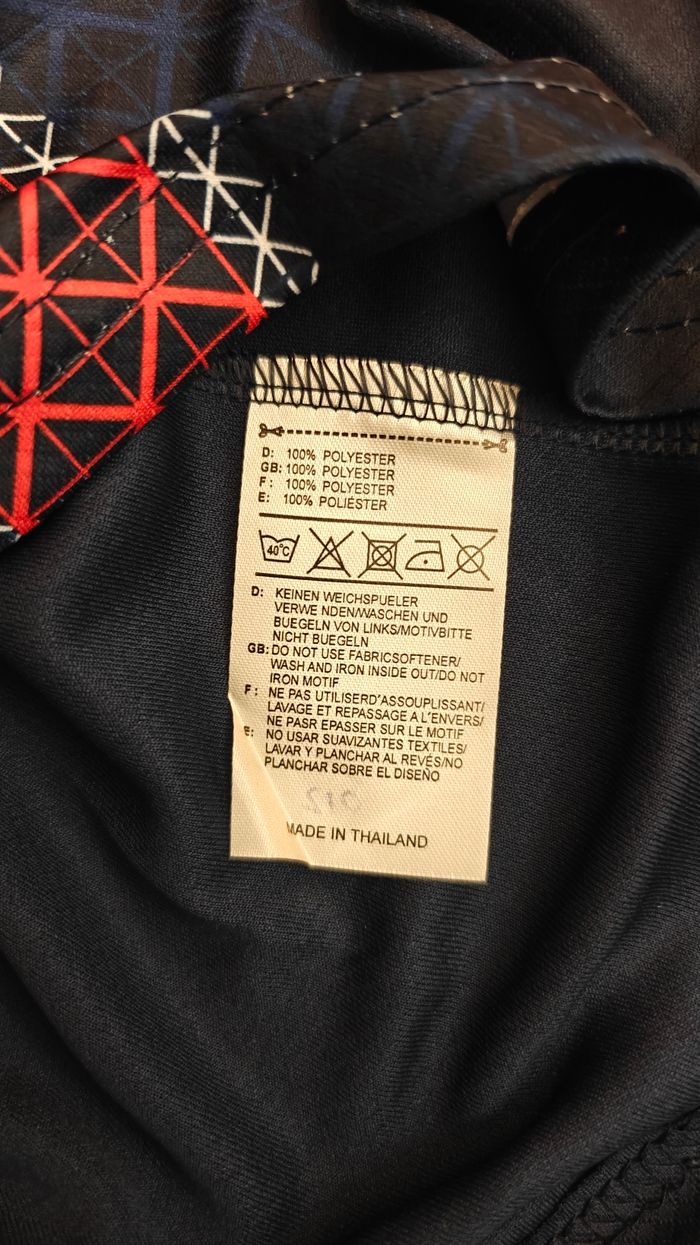 D: 100% POLYESTER
GB: 100% POLYESTER
F: 100% POLYESTER
E: 100% POLIÉSTER
40°C
D: KEINEN WEICHSPUELER
VERWE NDEN/WASCHEN UND
BUEGELN VON LINKS/MOTIVBITTE
NICHT BUEGELN
GB: DO NOT USE FABRICSOFTENER/
WASH AND IRON INSIDE OUT/DO NOT
IRON MOTIF
F: NE PAS UTILISERD'ASSOUPLISSANT/
LAVAGE ET REPASSAGE A L'ENVERS/
NE PASR EPASSER SUR LE MOTIF
E: NO USAR SUAVIZANTES TEXTILES/
LAVAR Y PLANCHAR AL REVÉS/NO
PLANCHAR SOBRE EL DISEÑO
MADE IN THAILAND